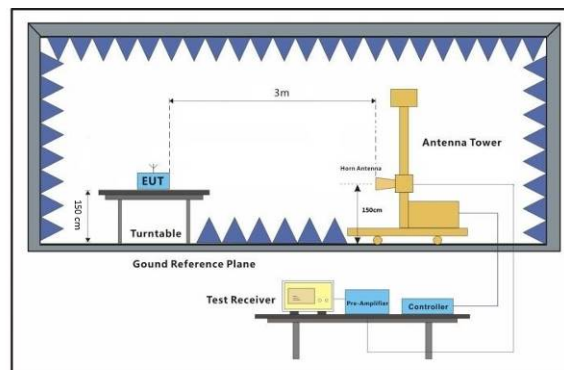 3m
Antenna Tower
Horn Antenna
EUT
150 cm
150cm
Turntable
Gound Reference Plane
Test Receiver
Pre-Amplifier
Controller